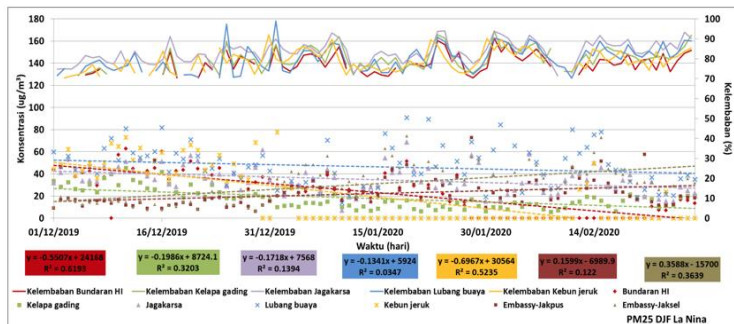 180
160
140
120
100
80
60
40
20
0
Konsentrasi (ug/m³)
100
90
80
70
60
50
40
30
20
10
0
Kelembaban (%)
01/12/2019 16/12/2019 31/12/2019 15/01/2020 30/01/2020 14/02/2020
Waktu (hari)
y = -0.5507x + 24188
R² = 0.6193
y = -0.1986x + 8724.1
R² = 0.3203
y = -0.1718x + 7568
R² = 0.1394
y = -0.1341x + 5924
R² = 0.0347
y = -0.6967x + 30564
R² = 0.5235
y = 0.1599x - 6989.9
R² = 0.122
y = 0.3588x - 15700
R² = 0.3639
Kelembaban Bundaran HI Kelembaban Kelapa gading Kelembaban Jagakarsa Kelembaban Lubang buaya Kelembaban Kebun jeruk Bundaran HI
Kelapa gading Jagakarsa Lubang buaya Kebun jeruk Embassy-Jakpus Embassy-Jaksel
PM25 DJF La Nina